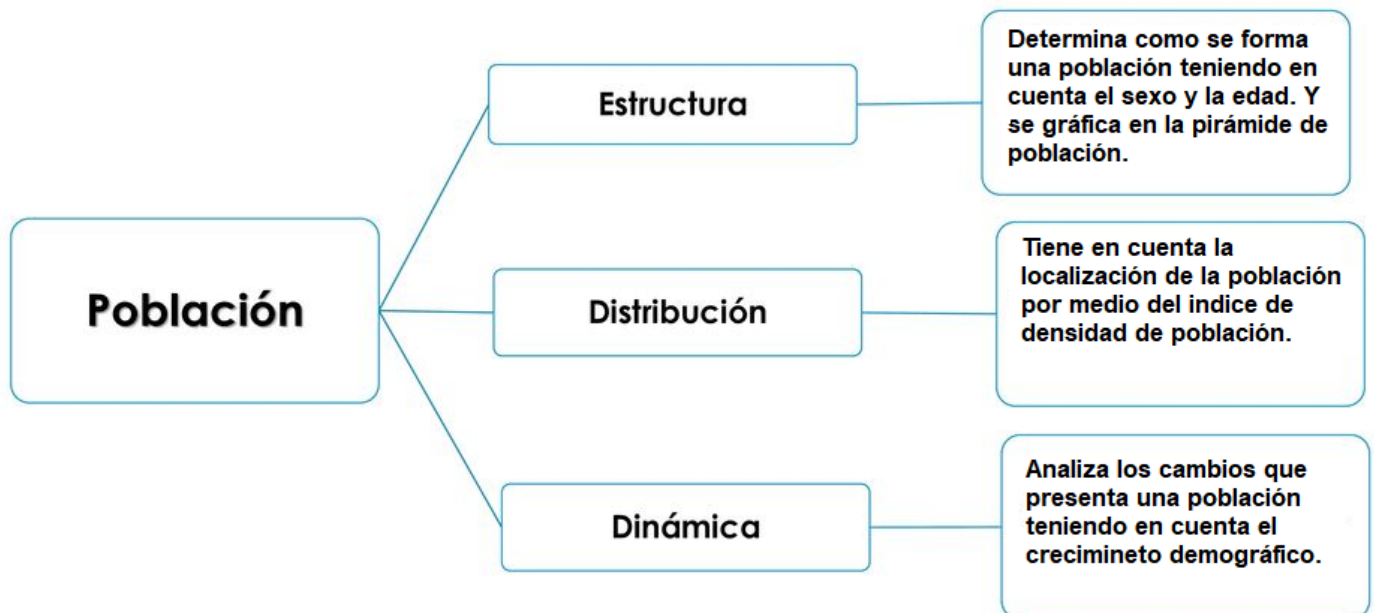 Población
Estructura
Determina como se forma
una población teniendo en
cuenta el sexo y la edad. Y
se gráfica en la pirámide de
población.
Distribución
Tiene en cuenta la
localización de la población
por medio del indice de
densidad de población.
Dinámica
Analiza los cambios que
presenta una población
teniendo en cuenta el
crecimineto demográfico.